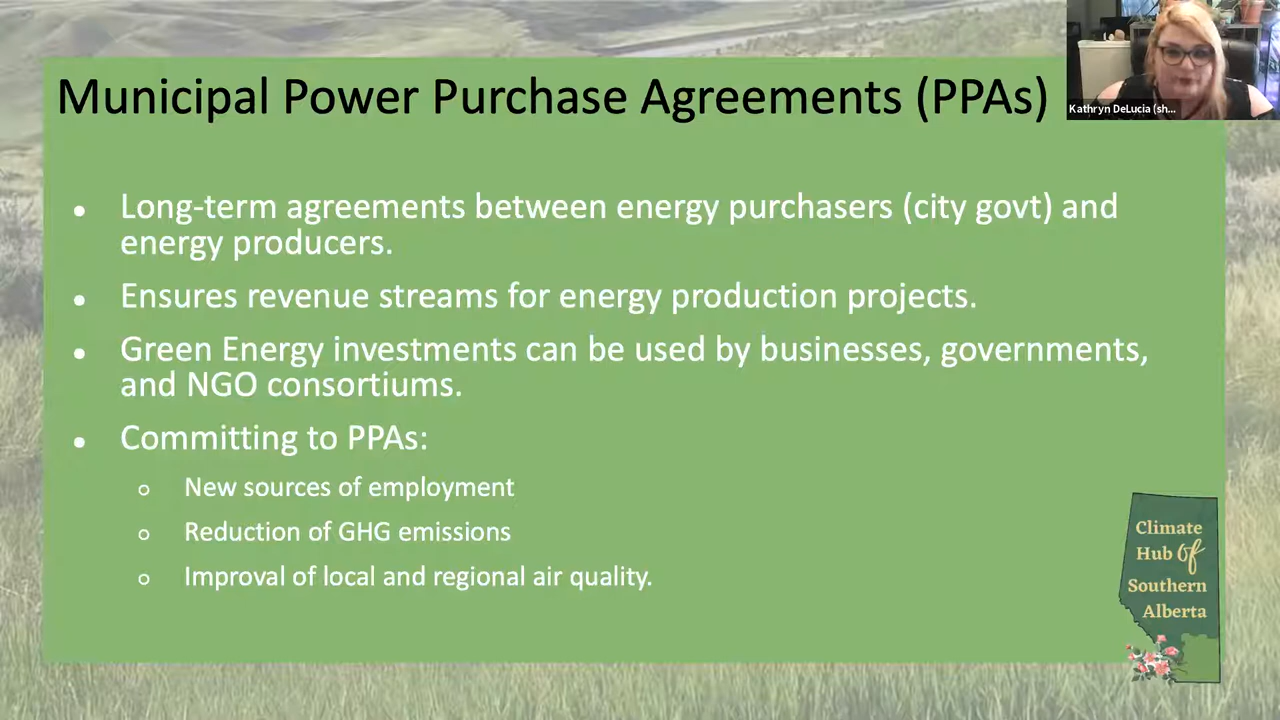 Municipal Power Purchase Agreements (PPAs)
Kathryn DeLucia (sh...
• Long-term agreements between energy purchasers (city govt) and
energy producers.
• Ensures revenue streams for energy production projects.
• Green Energy investments can be used by businesses, governments,
and NGO consortiums.
• Committing to PPAs:
○ New sources of employment
○ Reduction of GHG emissions
○ Improval of local and regional air quality.
Climate
Hub of
Southern
Alberta